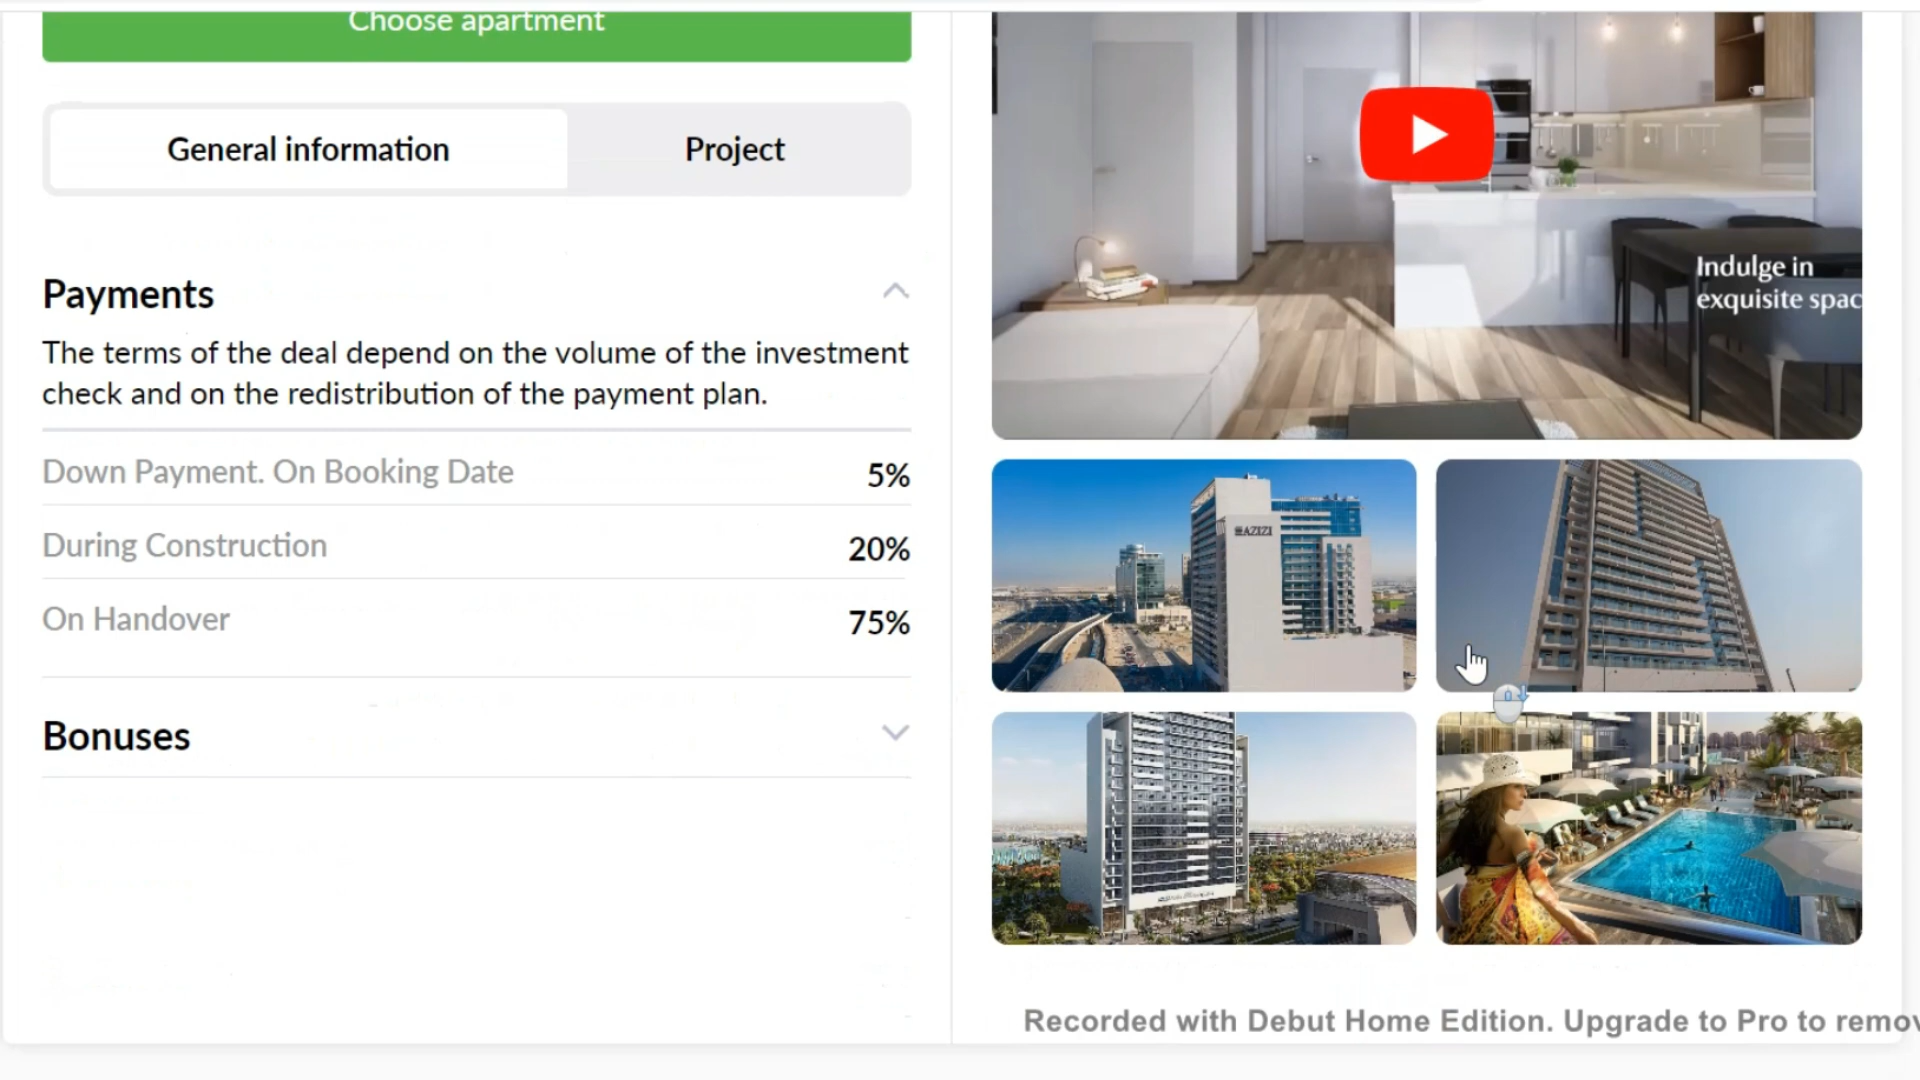 Choose apartment
General information
Project
Payments
The terms of the deal depend on the volume of the investment
check and on the redistribution of the payment plan.
Down Payment. On Booking Date
5%
During Construction
20%
On Handover
75%
Bonuses
Indulge in
exquisite spac
AZIZI
Recorded with Debut Home Edition. Upgrade to Pro to remov